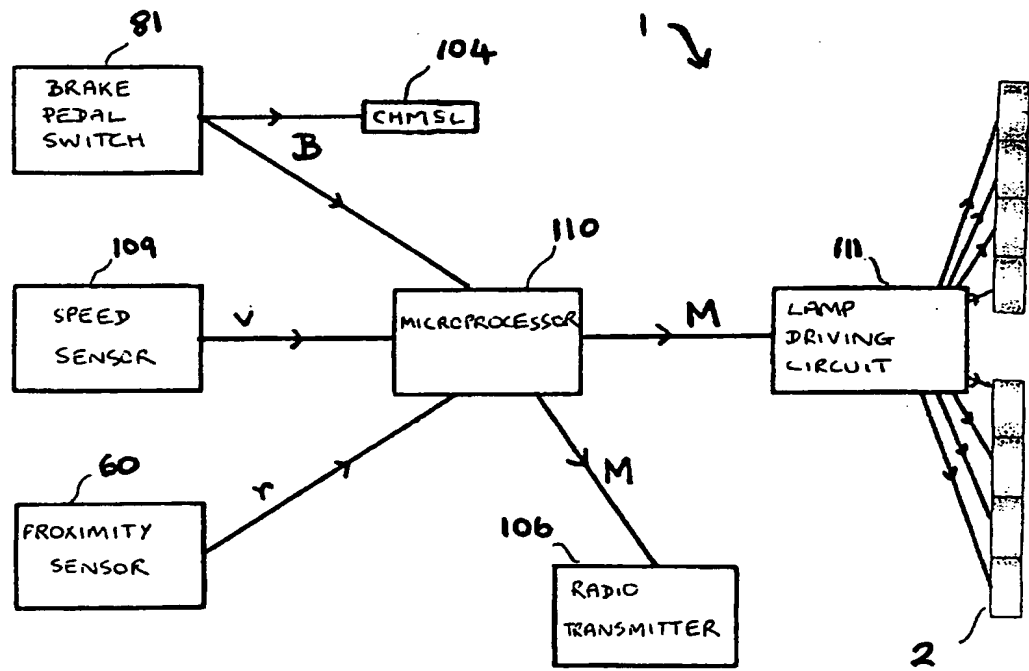 81
BRAKE
PEDAL
SWITCH
104
CHMSL
B
1
109
SPEED
SENSOR
v
110
MICROPROCESSOR
M
111
LAMP
DRIVING
CIRCUIT
60
PROXIMITY
SENSOR
r
M
106
RADIO
TRANSMITTER
2